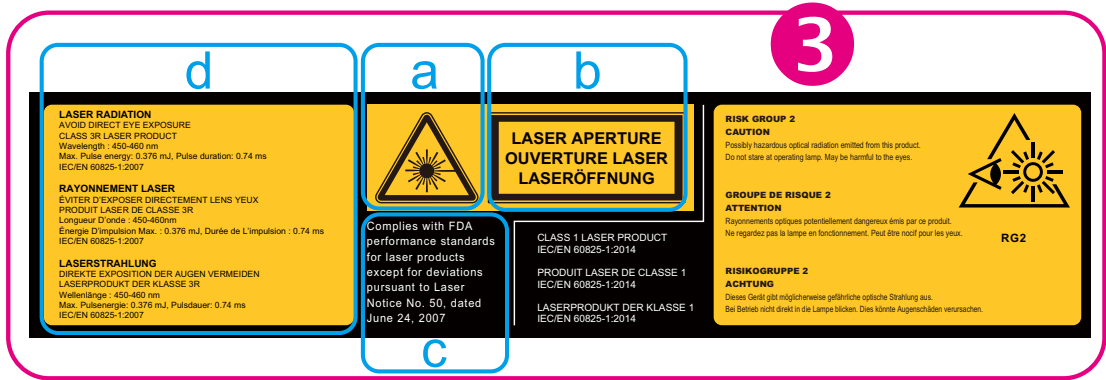 3
d
a
b
LASER RADIATION
AVOID DIRECT EYE EXPOSURE
CLASS 3R LASER PRODUCT
Wavelength : 450-460 nm
Max. Pulse energy: 0.376 mJ, Pulse duration: 0.74 ms
IEC/EN 60825-1:2007
RAYONNEMENT LASER
ÉVITER D'EXPOSER DIRECTEMENT LENS YEUX
PRODUIT LASER DE CLASSE 3R
Longueur D'onde : 450-460nm
Énergie D'impulsion Max. : 0.376 mJ, Durée de L'impulsion : 0.74 ms
IEC/EN 60825-1:2007
LASERSTRAHLUNG
DIREKTE EXPOSITION DER AUGEN VERMEIDEN
LASERPRODUKT DER KLASSE 3R
Wellenlänge : 450-460 nm
Max. Pulsenergie: 0.376 mJ, Pulsdauer: 0.74 ms
IEC/EN 60825-1:2007
LASER APERTURE
OUVERTURE LASER
LASERÖFFNUNG
Complies with FDA
performance standards
for laser products
except for deviations
pursuant to Laser
Notice No. 50, dated
June 24, 2007
c
CLASS 1 LASER PRODUCT
IEC/EN 60825-1:2014
PRODUIT LASER DE CLASSE 1
IEC/EN 60825-1:2014
LASERPRODUKT DER KLASSE 1
IEC/EN 60825-1:2014
RISK GROUP 2
CAUTION
Possibly hazardous optical radiation emitted from this product.
Do not stare at operating lamp. May be harmful to the eyes.
GROUPE DE RISQUE 2
ATTENTION
Rayonnements optiques potentiellement dangereux émis par ce produit.
Ne regardez pas la lampe en fonctionnement. Peut être nocif pour les yeux.
RISIKOGRUPPE 2
ACHTUNG
Dieses Gerät gibt möglicherweise gefährliche optische Strahlung aus.
Bei Betrieb nicht direkt in die Lampe blicken. Dies könnte Augenschäden verursachen.
RG2